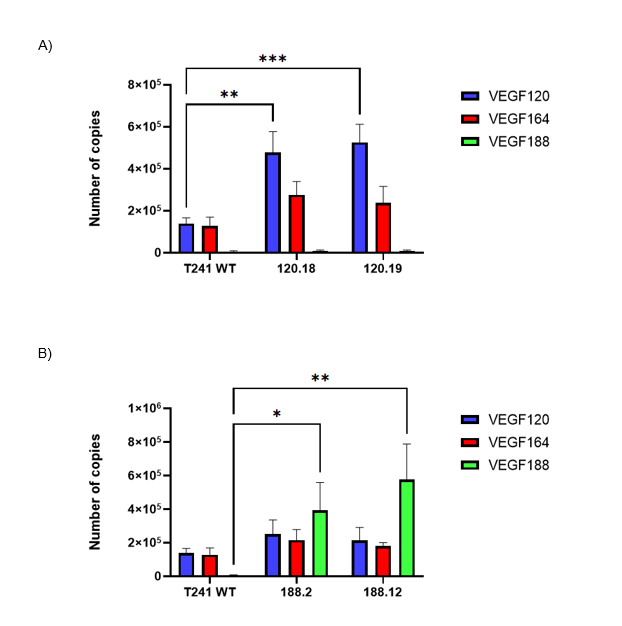 A)
***
**
8×10⁵
6×10⁵
4×10⁵
2×10⁵
0
Number of copies
T241 WT 120.18 120.19
VEGF120
VEGF164
VEGF188
B)
**
*
1×10⁶
8×10⁵
6×10⁵
4×10⁵
2×10⁵
0
Number of copies
T241 WT 188.2 188.12
VEGF120
VEGF164
VEGF188